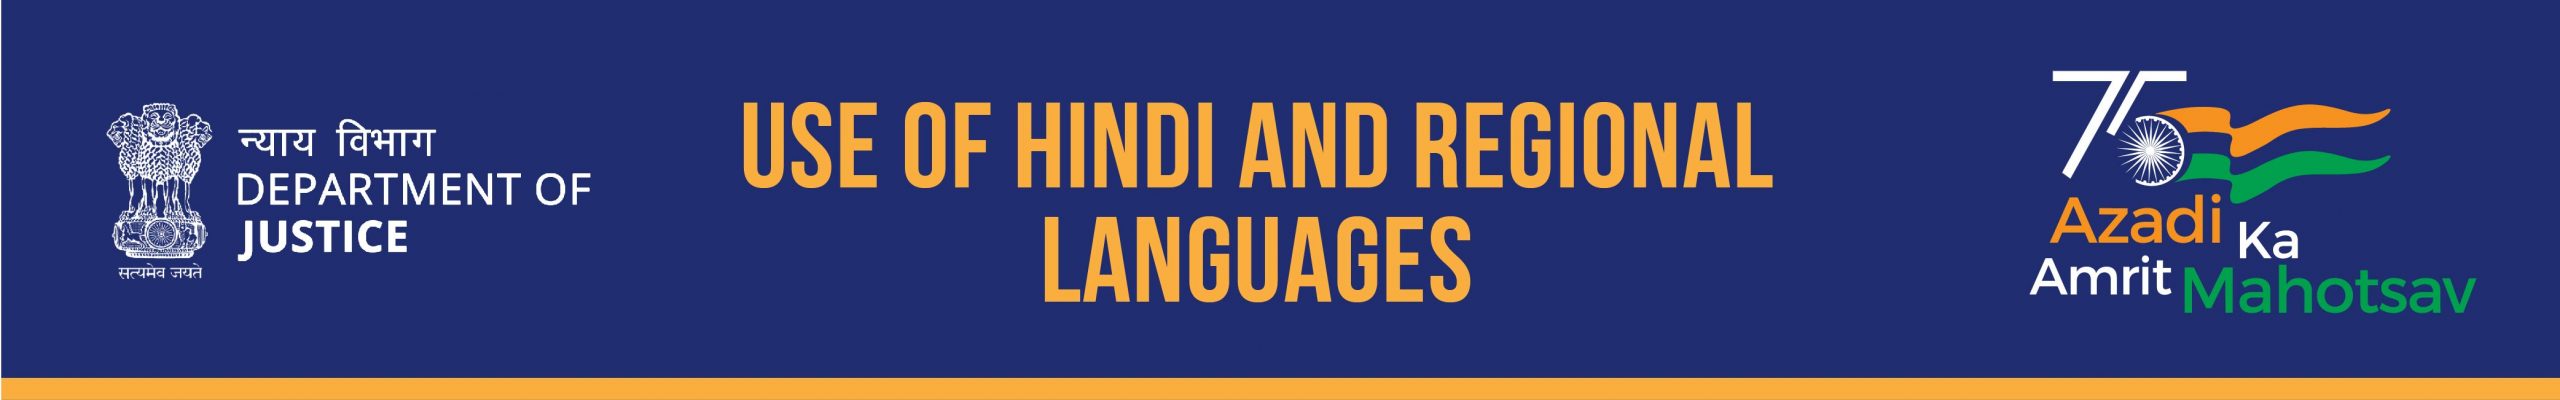 न्याय विभाग
DEPARTMENT OF
JUSTICE
सत्यमेव जयते
USE OF HINDI AND REGIONAL
LANGUAGES
75
Azadi Ka
Amrit Mahotsav